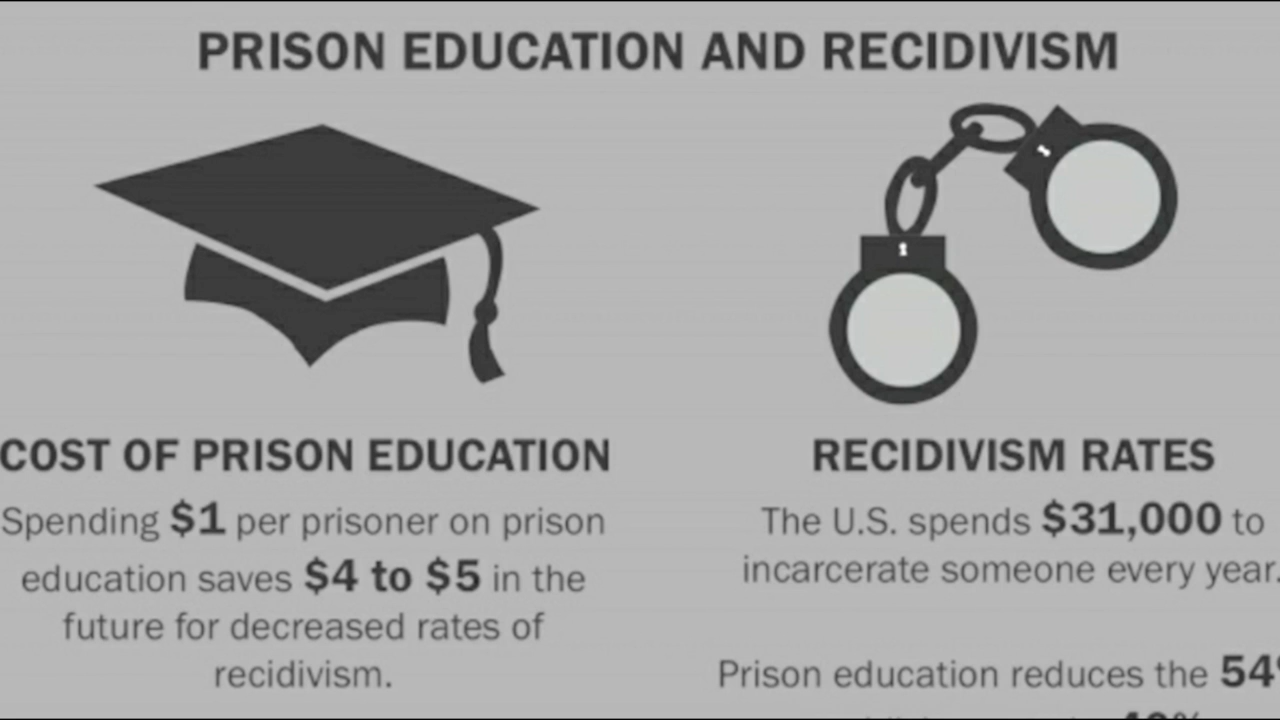 PRISON EDUCATION AND RECIDIVISM
COST OF PRISON EDUCATION
Spending $1 per prisoner on prison
education saves $4 to $5 in the
future for decreased rates of
recidivism.
RECIDIVISM RATES
The U.S. spends $31,000 to
incarcerate someone every year.
Prison education reduces the 54%